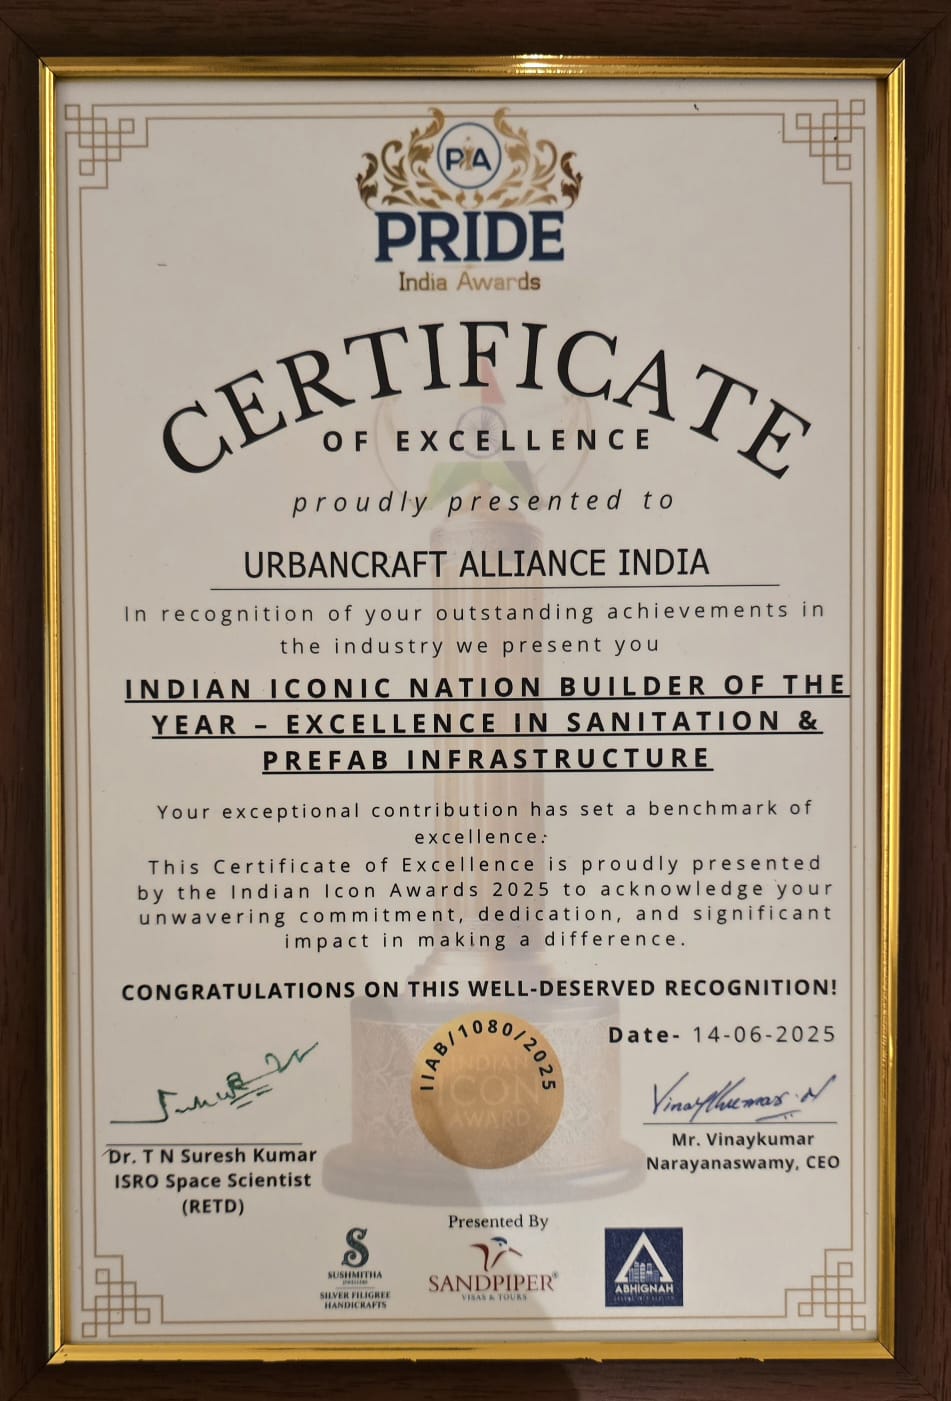 PIA
PRIDE
India Awards
CERTIFICATE
OF EXCELLENCE
proudly presented to
URBANCRAFT ALLIANCE INDIA
In recognition of your outstanding achievements in
the industry we present you
INDIAN ICONIC NATION BUILDER OF THE
YEAR – EXCELLENCE IN SANITATION &
PREFAB INFRASTRUCTURE
Your exceptional contribution has set a benchmark of
excellence.
This Certificate of Excellence is proudly presented
by the Indian Icon Awards 2025 to acknowledge your
unwavering commitment, dedication, and significant
impact in making a difference.
CONGRATULATIONS ON THIS WELL-DESERVED RECOGNITION!
Date- 14-06-2025
IIAB/1080/2025
INDIAN
ICON
AWARD
Vinaykumar N
Dr. T N Suresh Kumar
ISRO Space Scientist
(RETD)
Mr. Vinaykumar
Narayanaswamy, CEO
Presented By
S
SUSHMITHA
JEWELLERS
SILVER FILIGREE
HANDICRAFTS
SANDPIPER®
VISAS & TOURS
ABHIGNAH